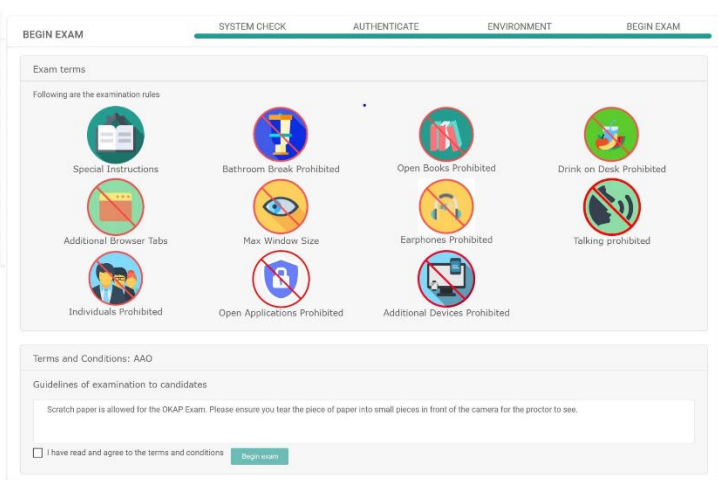 BEGIN EXAM
SYSTEM CHECK
AUTHENTICATE
ENVIRONMENT
BEGIN EXAM
Exam terms
Following are the examination rules
Special Instructions
Bathroom Break Prohibited
Open Books Prohibited
Drink on Desk Prohibited
Additional Browser Tabs
Max Window Size
Earphones Prohibited
Talking prohibited
Individuals Prohibited
Open Applications Prohibited
Additional Devices Prohibited
Terms and Conditions: AAO
Guidelines of examination to candidates
Scratch paper is allowed for the OKAP Exam. Please ensure you tear the piece of paper into small pieces in front of the camera for the proctor to see.
I have read and agree to the terms and conditions
Begin exam